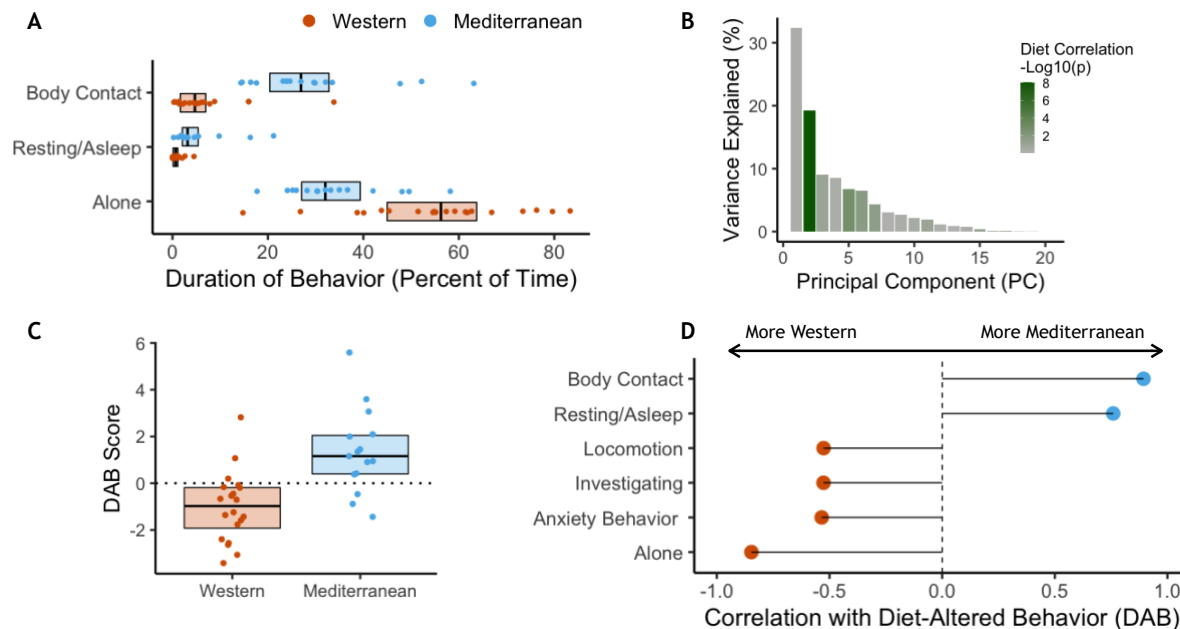 A
Western Mediterranean
Body Contact
Resting/Asleep
Alone
0 20 40 60 80
Duration of Behavior (Percent of Time)
B
Variance Explained (%)
30
20
10
0
0 5 10 15 20
Principal Component (PC)
Diet Correlation
-Log10(p)
8
6
4
2
C
DAB Score
6
4
2
0
-2
Western Mediterranean
D
More Western More Mediterranean
Body Contact
Resting/Asleep
Locomotion
Investigating
Anxiety Behavior
Alone
-1.0 -0.5 0.0 0.5 1.0
Correlation with Diet-Altered Behavior (DAB)